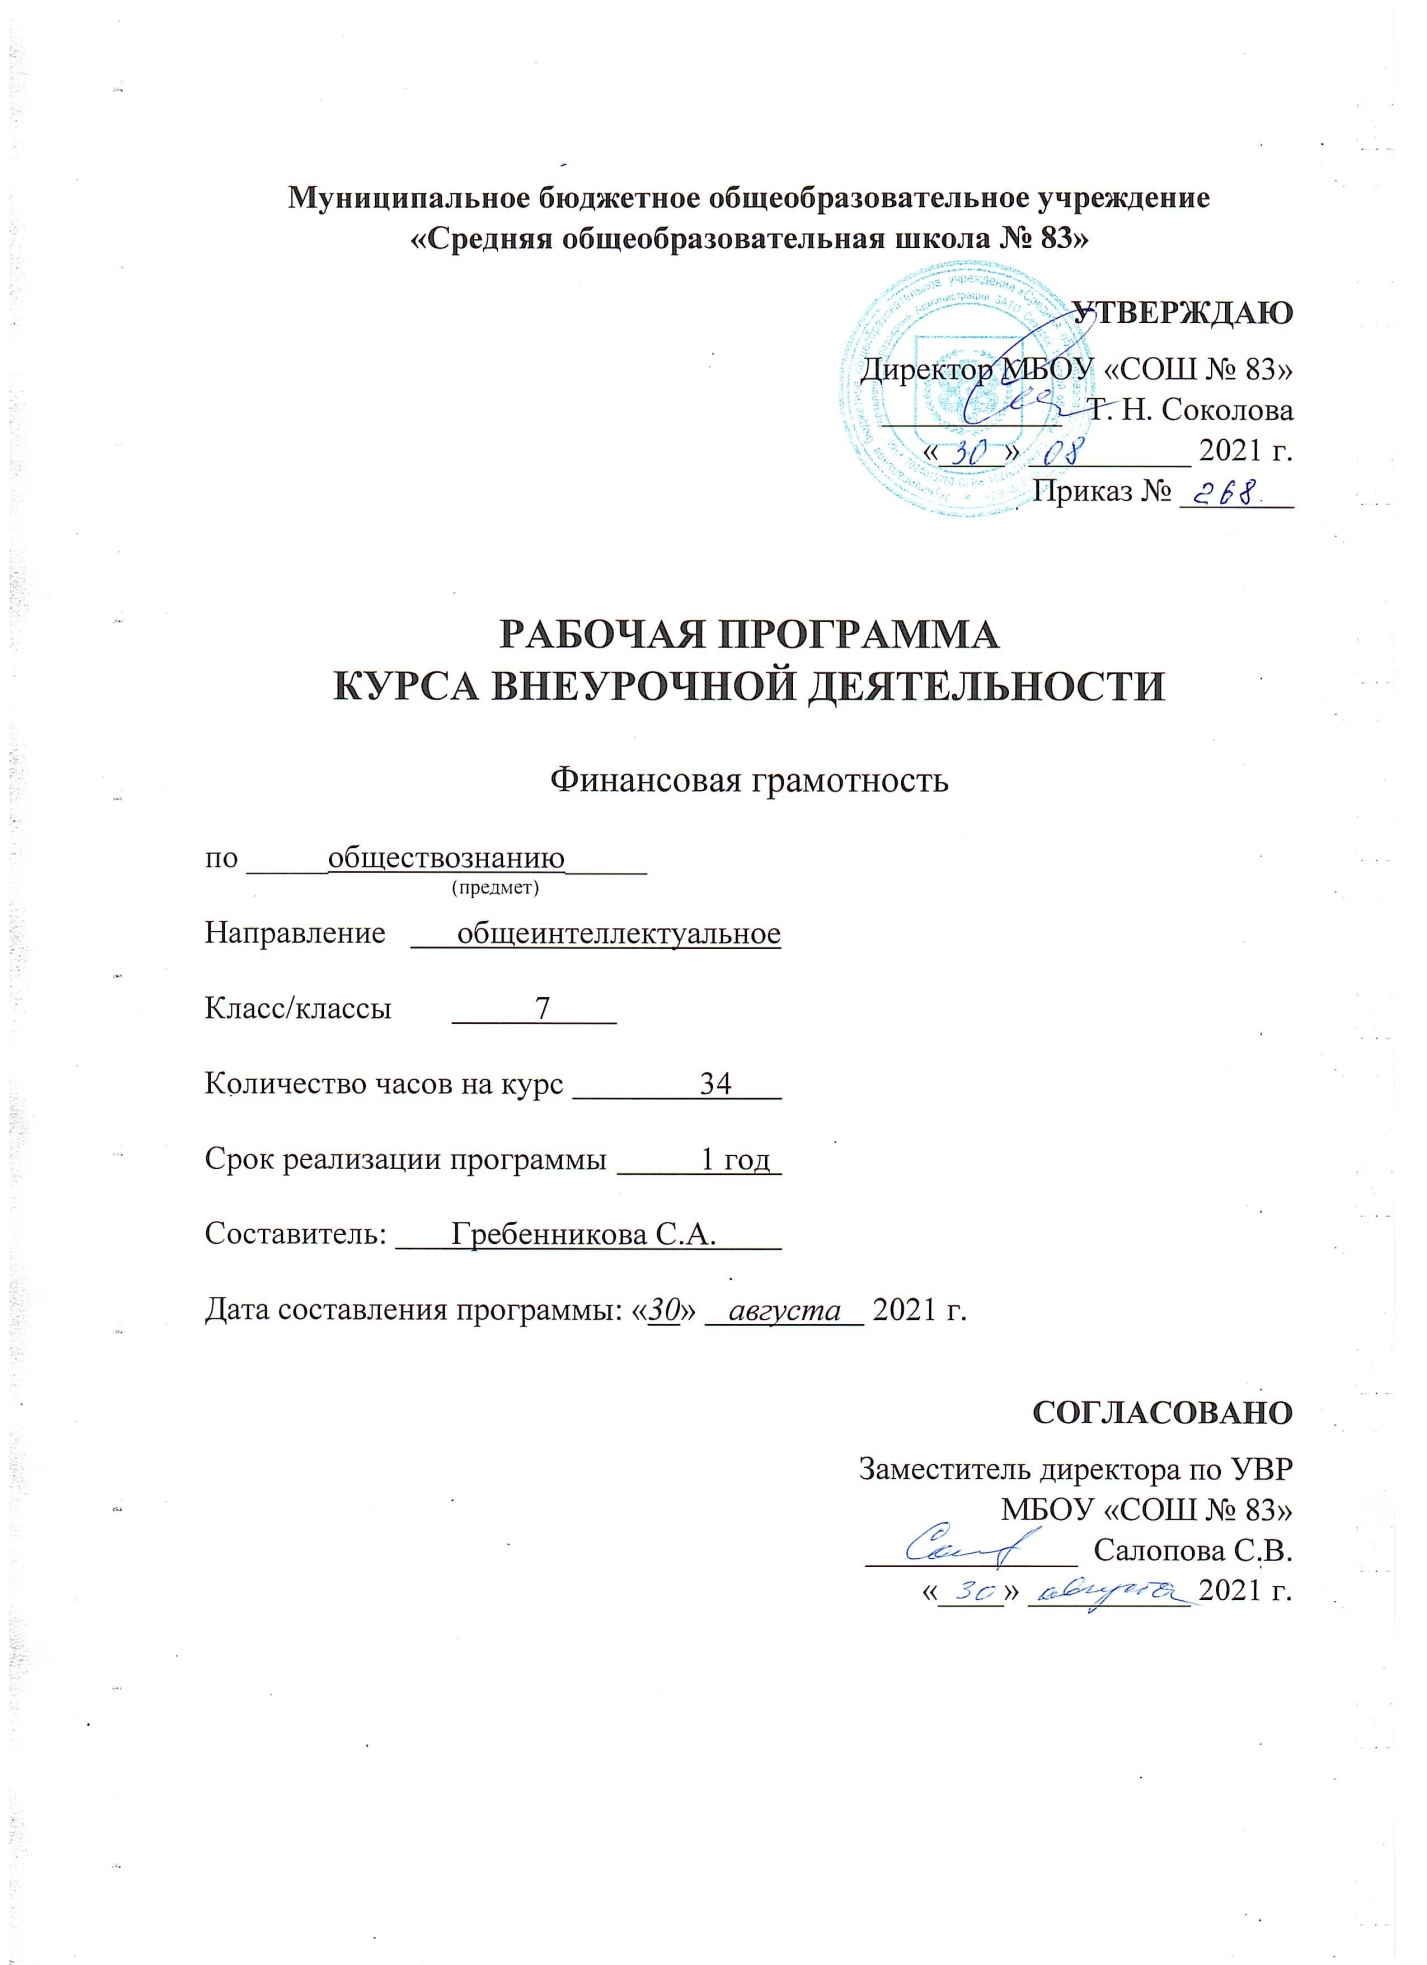 Муниципальное бюджетное общеобразовательное учреждение
«Средняя общеобразовательная школа № 83»
УТВЕРЖДАЮ
Директор МБОУ «СОШ № 83»
Т. Н. Соколова
«30» 08 2021 г.
Приказ № 268.
РАБОЧАЯ ПРОГРАММА
КУРСА ВНЕУРОЧНОЙ ДЕЯТЕЛЬНОСТИ
Финансовая грамотность
по обществознанию
(предмет)
Направление общеинтеллектуальное
Класс/классы 7
Количество часов на курс 34
Срок реализации программы 1 год
Составитель: Гребенникова С.А.
Дата составления программы: «30» августа 2021 г.
СОГЛАСОВАНО
Заместитель директора по УВР
МБОУ «СОШ № 83»
Салопова С.В.
«30» августа 2021 г.